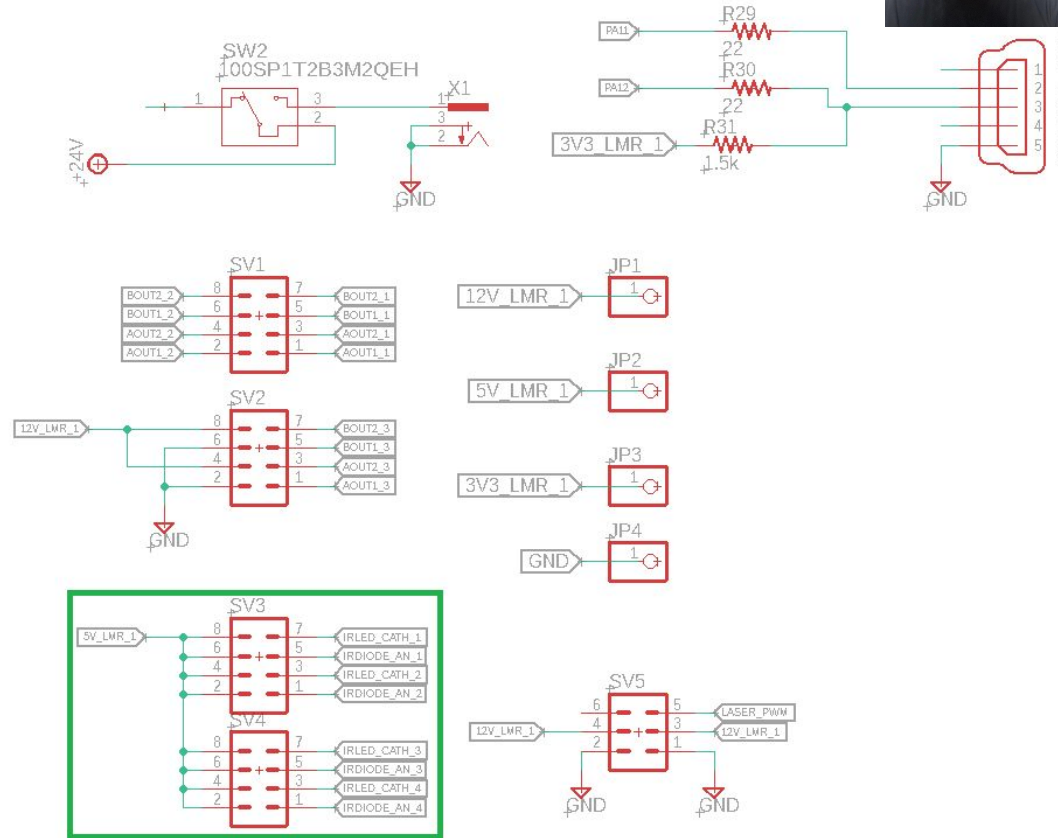 SW2
100SP1T2B3M2QEH
1
3
2
+24V
X1
1
3
2
GND
PA11
R29
22
PA12
R30
22
3V3_LMR_1
R31
1.5k
1
2
3
4
5
GND
SV1
BOUT2_2 8 7 BOUT2_1
BOUT1_2 6 5 BOUT1_1
AOUT2_2 4 3 AOUT2_1
AOUT1_2 2 1 AOUT1_1
SV2
12V_LMR_1 8 7 BOUT2_3
6 5 BOUT1_3
4 3 AOUT2_3
2 1 AOUT1_3
GND
JP1
12V_LMR_1 1
JP2
5V_LMR_1 1
JP3
3V3_LMR_1 1
JP4
GND 1
SV3
5V_LMR_1 8 7 IRLED_CATH_1
6 5 IRDIODE_AN_1
4 3 IRLED_CATH_2
2 1 IRDIODE_AN_2
SV4
8 7 IRLED_CATH_3
6 5 IRDIODE_AN_3
4 3 IRLED_CATH_4
2 1 IRDIODE_AN_4
SV5
6 5 LASER_PWM
12V_LMR_1 4 3 12V_LMR_1
2 1
GND
GND